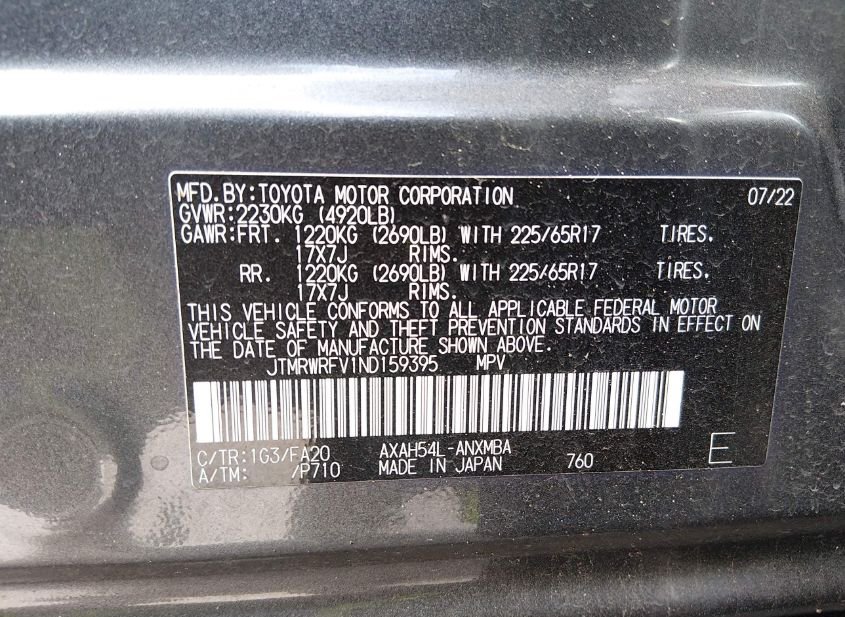 MFD.BY:TOYOTA MOTOR CORPORATION 07/22
GVWR:2230KG (4920LB)
GAWR:FRT. 1220KG (2690LB) WITH 225/65R17 TIRES.
17X7J RIMS.
RR. 1220KG (2690LB) WITH 225/65R17 TIRES.
17X7J RIMS.
THIS VEHICLE CONFORMS TO ALL APPLICABLE FEDERAL MOTOR
VEHICLE SAFETY AND THEFT PREVENTION STANDARDS IN EFFECT ON
THE DATE OF MANUFACTURE SHOWN ABOVE.
JTMRWRFV1ND159395 MPV
C/TR:1G3/FA20 AXAH54L-ANXMBA
A/TM: /P710 MADE IN JAPAN 760 E